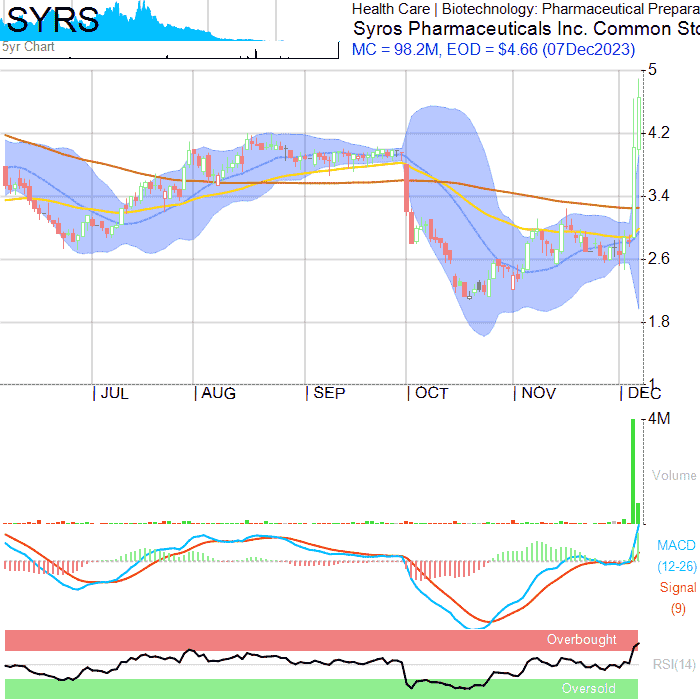 SYRS
5yr Chart
Health Care | Biotechnology: Pharmaceutical Prepara
Syros Pharmaceuticals Inc. Common Sto
MC = 98.2M, EOD = $4.66 (07Dec2023)
5
4.2
3.4
2.6
1.8
1
JUL
AUG
SEP
OCT
NOV
DEC
4M
Volume
MACD
(12-26)
Signal
(9)
Overbought
RSI(14)
Oversold